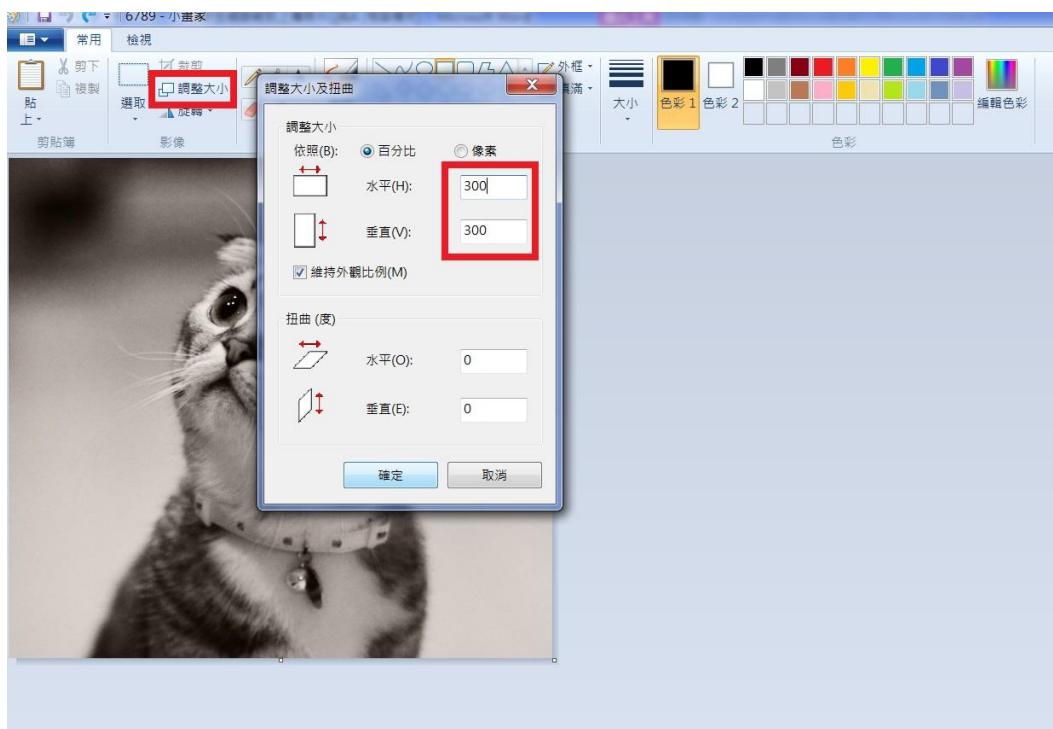 6789 - 小畫家
常用 檢視
剪下
複製
貼上
剪貼簿
選取
裁剪
調整大小
旋轉
影像
外框
填滿
大小
色彩 1
色彩 2
編輯色彩
色彩
調整大小及扭曲
調整大小
依照(B): 百分比 像素
水平(H): 300
垂直(V): 300
維持外觀比例(M)
扭曲 (度)
水平(O): 0
垂直(E): 0
確定 取消